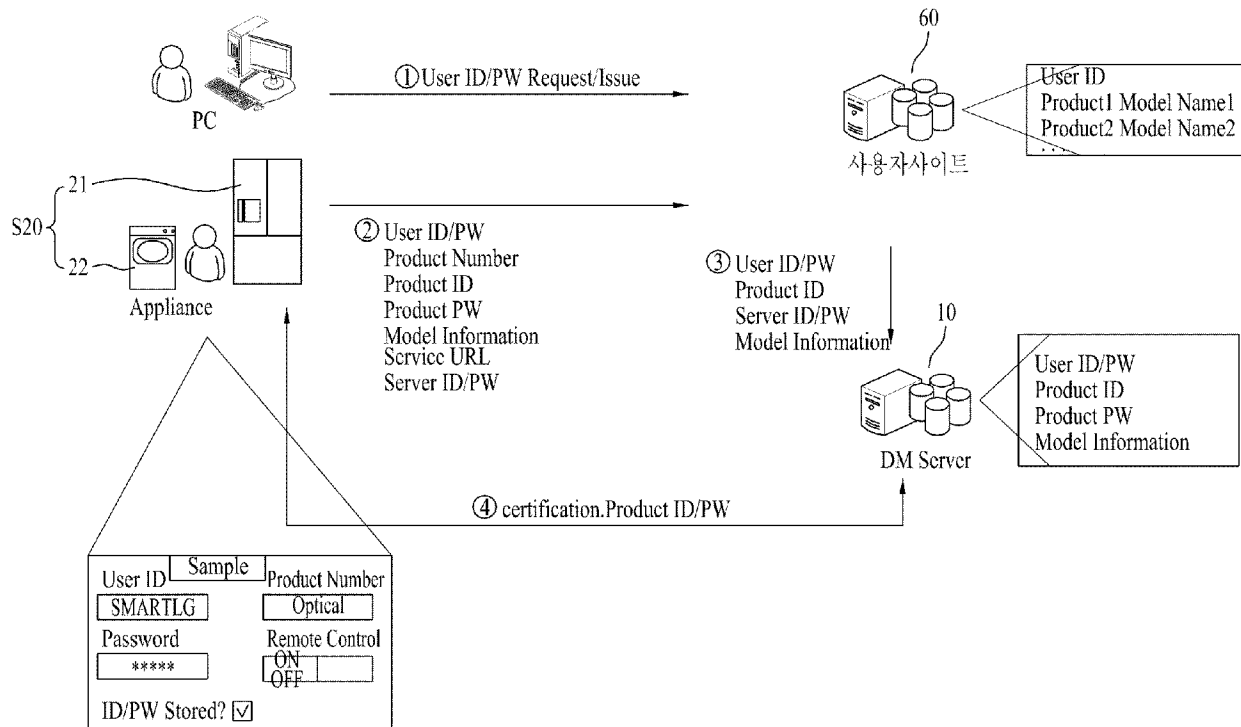 60
① User ID/PW Request/Issue
PC
User ID
Product1 Model Name1
Product2 Model Name2
....
사용자사이트
S20
21
22
Appliance
② User ID/PW
Product Number
Product ID
Product PW
Model Information
Service URL
Server ID/PW
③ User ID/PW
Product ID
Server ID/PW
Model Information
10
DM Server
User ID/PW
Product ID
Product PW
Model Information
④ certification.Product ID/PW
Sample
User ID
Product Number
SMARTLG
Optical
Password
Remote Control
*****
ON
OFF
ID/PW Stored?